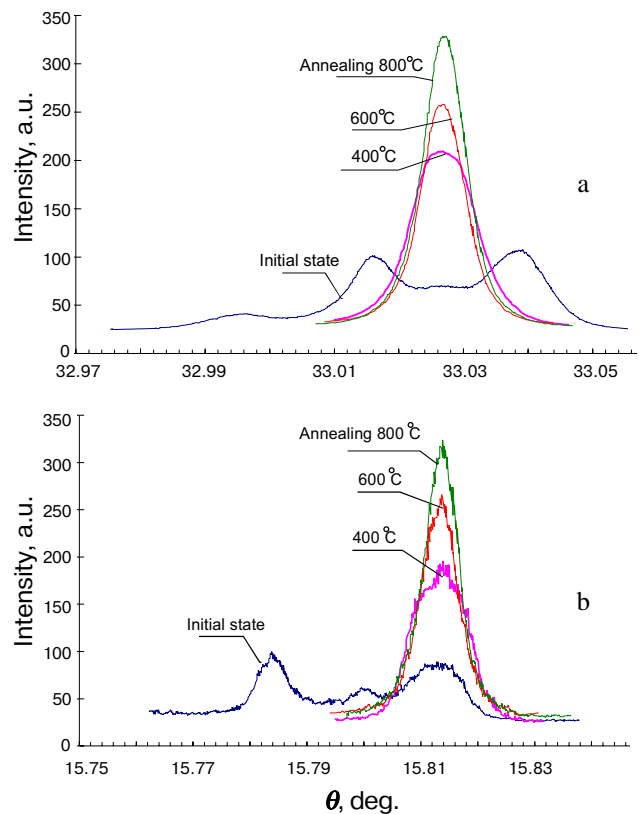 350
300
250
200
150
100
50
0
Intensity, a.u.
Annealing 800°C
600°C
400°C
Initial state
a
32.97 32.99 33.01 33.03 33.05
350
300
250
200
150
100
50
0
Intensity, a.u.
Annealing 800°C
600°C
400°C
Initial state
b
15.75 15.77 15.79 15.81 15.83
θ, deg.